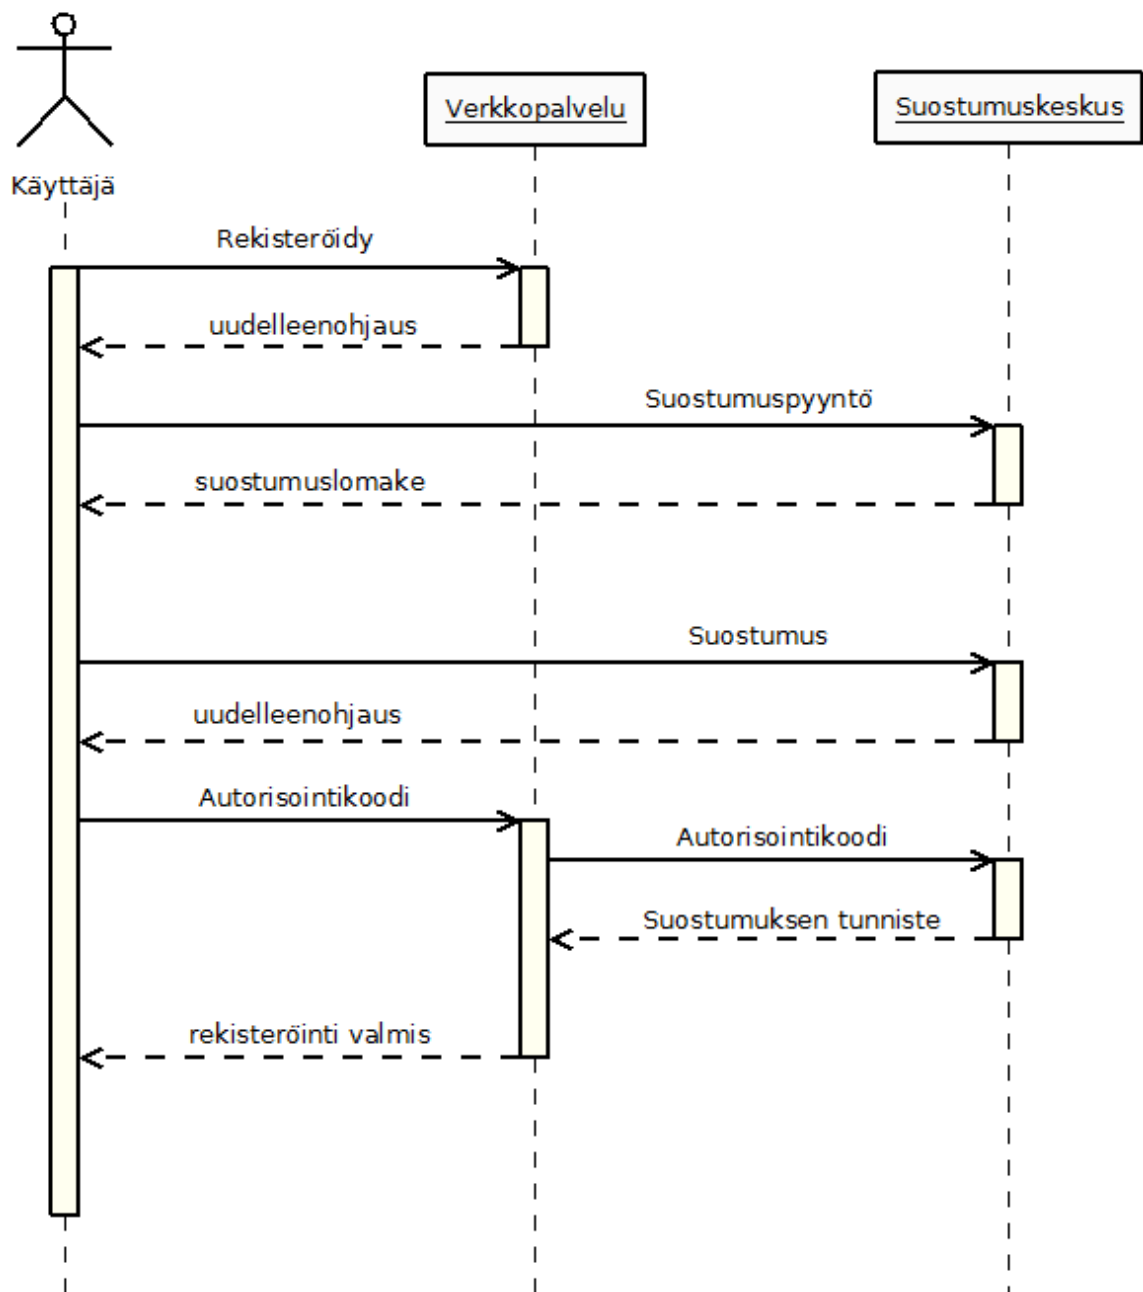 Verkkopalvelu
Suostumuskeskus
Käyttäjä
Rekisteröidy
uudelleenohjaus
Suostumuspyyntö
suostumuslomake
Suostumus
uudelleenohjaus
Autorisointikoodi
Autorisointikoodi
Suostumuksen tunniste
rekisteröinti valmis